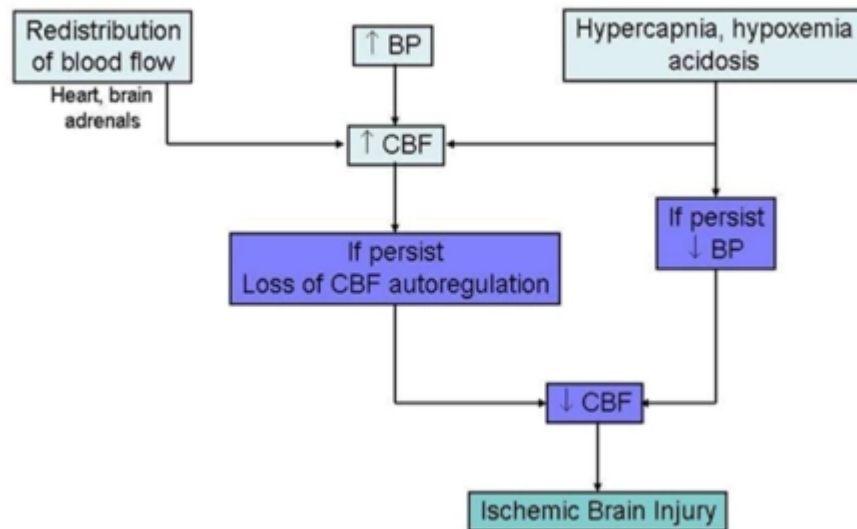 Redistribution
of blood flow
Heart, brain
adrenals
↑ BP
Hypercapnia, hypoxemia
acidosis
↑ CBF
If persist
↓ BP
If persist
Loss of CBF autoregulation
↓ CBF
Ischemic Brain Injury